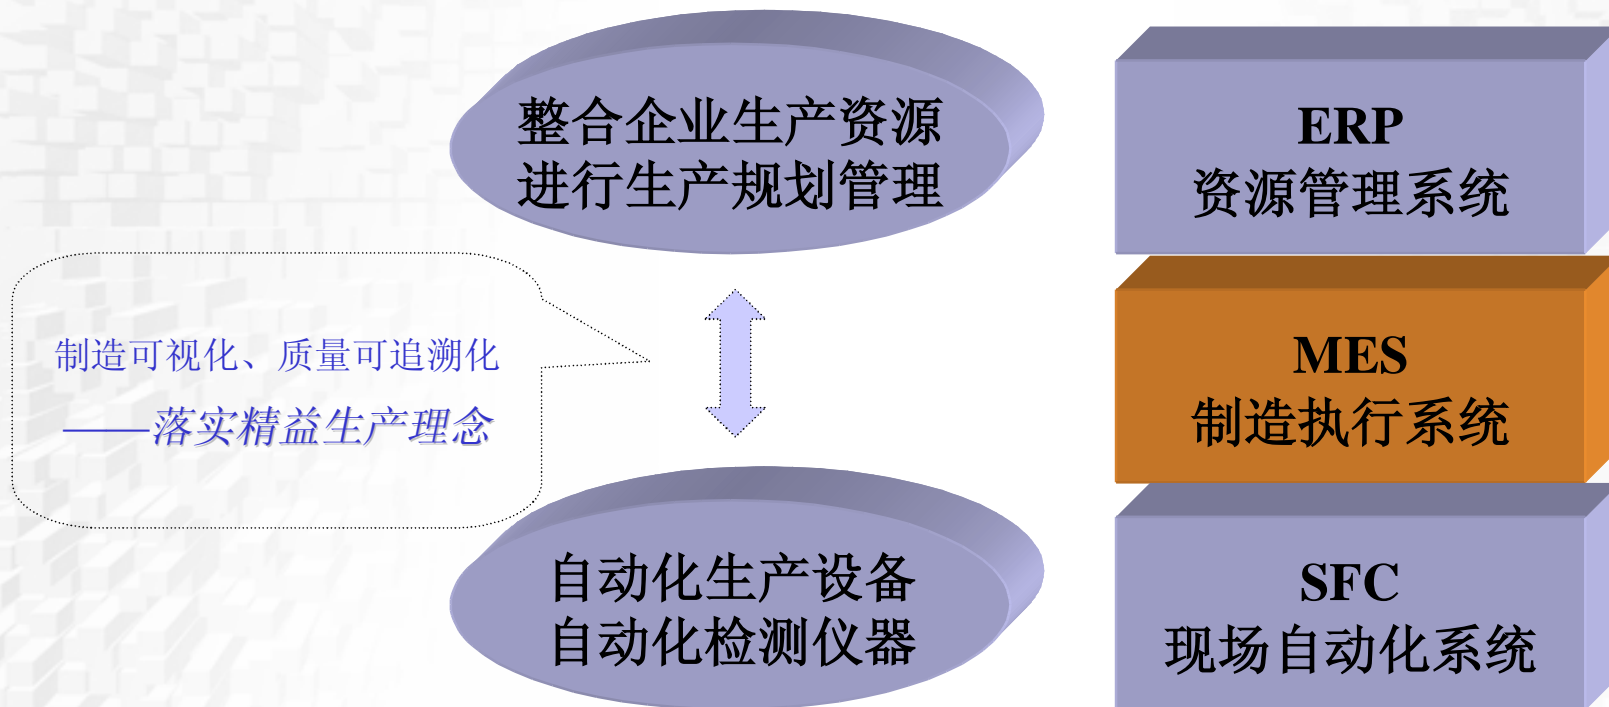 整合企业生产资源
进行生产规划管理
ERP
资源管理系统
制造可视化、质量可追溯化
——落实精益生产理念
MES
制造执行系统
自动化生产设备
自动化检测仪器
SFC
现场自动化系统